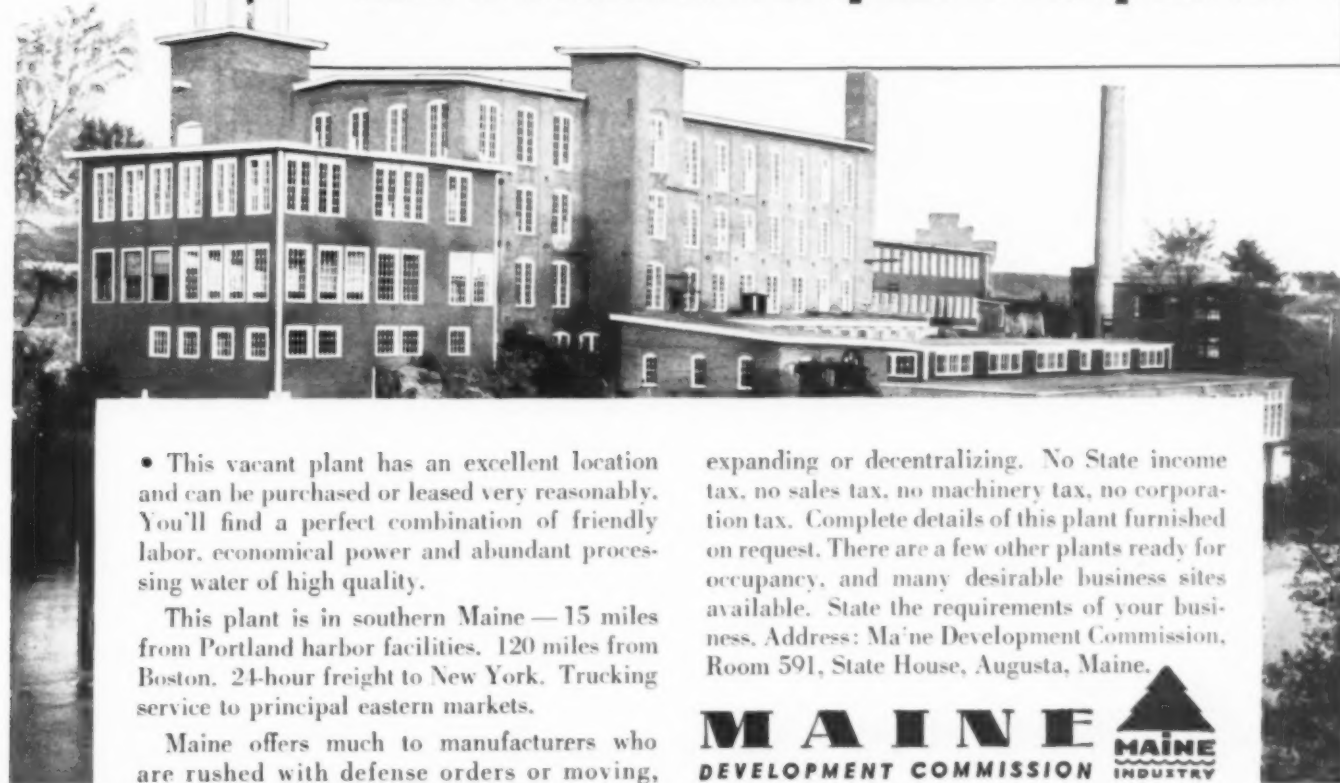 • This vacant plant has an excellent location
and can be purchased or leased very reasonably.
You'll find a perfect combination of friendly
labor, economical power and abundant proces-
sing water of high quality.
This plant is in southern Maine — 15 miles
from Portland harbor facilities. 120 miles from
Boston. 24-hour freight to New York. Trucking
service to principal eastern markets.
Maine offers much to manufacturers who
are rushed with defense orders or moving,
expanding or decentralizing. No State income
tax, no sales tax, no machinery tax, no corpora-
tion tax. Complete details of this plant furnished
on request. There are a few other plants ready for
occupancy, and many desirable business sites
available. State the requirements of your busi-
ness. Address: Maine Development Commission,
Room 591, State House, Augusta, Maine.
MAINE
DEVELOPMENT COMMISSION
MAINE
INDUSTRY